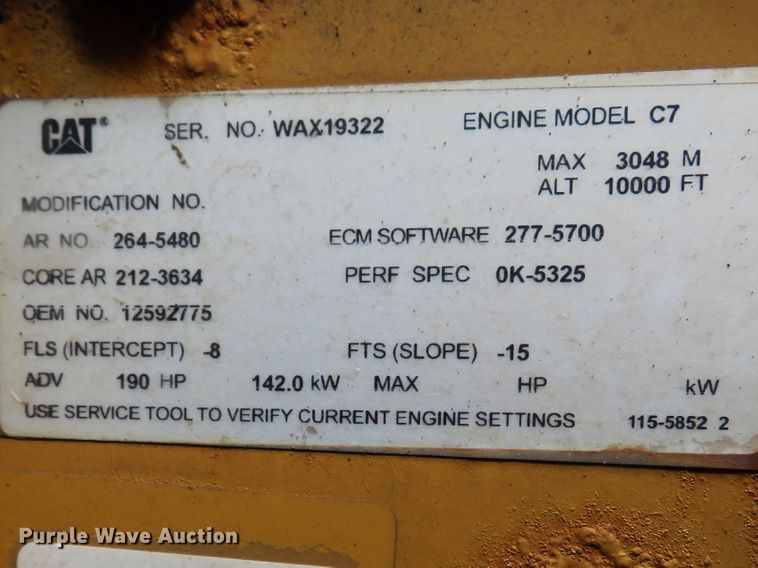 CAT® SER. NO. WAX19322 ENGINE MODEL C7
MAX 3048 M
ALT 10000 FT
MODIFICATION NO.
AR NO. 264-5480 ECM SOFTWARE 277-5700
CORE AR 212-3634 PERF SPEC 0K-5325
OEM NO. 12592775
FLS (INTERCEPT) -8 FTS (SLOPE) -15
ADV 190 HP 142.0 kW MAX HP kW
USE SERVICE TOOL TO VERIFY CURRENT ENGINE SETTINGS 115-5852 2
Purple Wave Auction